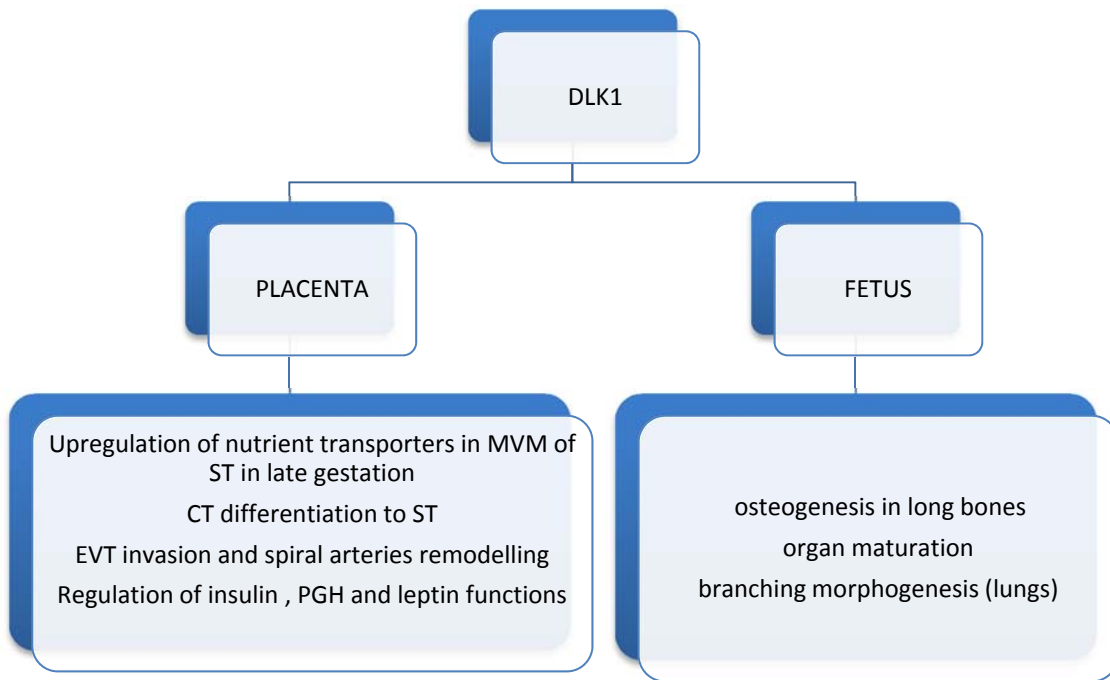 DLK1
PLACENTA
FETUS
Upregulation of nutrient transporters in MVM of
ST in late gestation
CT differentiation to ST
EVT invasion and spiral arteries remodelling
Regulation of insulin , PGH and leptin functions
osteogenesis in long bones
organ maturation
branching morphogenesis (lungs)